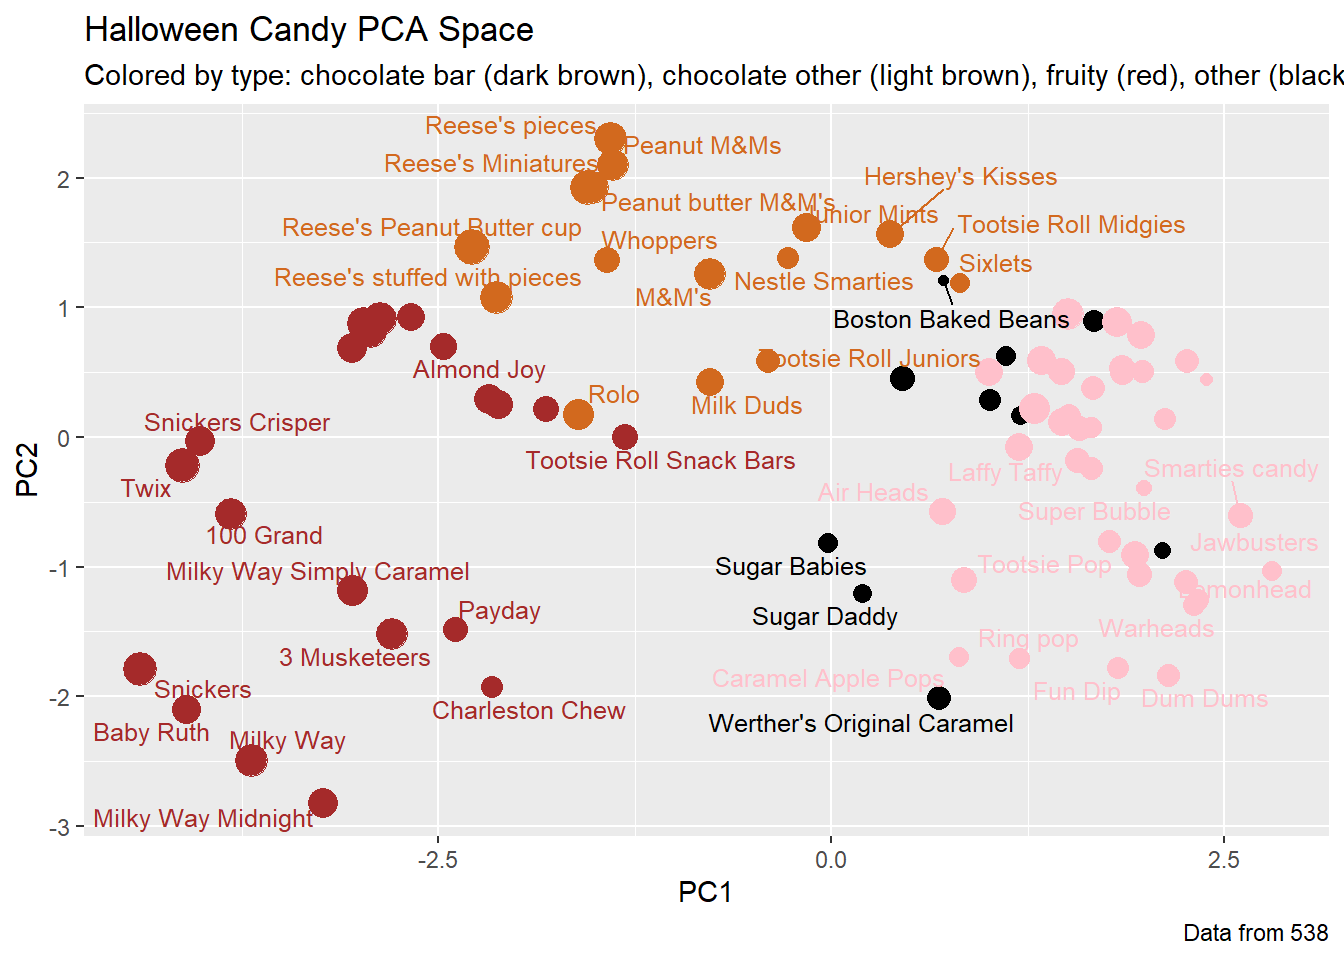 Halloween Candy PCA Space
Colored by type: chocolate bar (dark brown), chocolate other (light brown), fruity (red), other (black
Reese's pieces
Peanut M&Ms
Reese's Miniatures
Hershey's Kisses
Peanut butter M&M's
Junior Mints
Reese's Peanut Butter cup
Tootsie Roll Midgies
Whoppers
Sixlets
Reese's stuffed with pieces
Nestle Smarties
M&M's
Boston Baked Beans
Tootsie Roll Juniors
Almond Joy
Rolo
Milk Duds
Snickers Crisper
Tootsie Roll Snack Bars
Laffy Taffy
Smarties candy
Twix
Air Heads
Super Bubble
100 Grand
Jawbusters
Milky Way Simply Caramel
Sugar Babies
Tootsie Pop
Lemonhead
Payday
Sugar Daddy
Warheads
Ring pop
3 Musketeers
Caramel Apple Pops
Snickers
Fun Dip
Dum Dums
Charleston Chew
Werther's Original Caramel
Baby Ruth
Milky Way
Milky Way Midnight
2
1
0
-1
-2
-3
PC2
-2.5
0.0
2.5
PC1
Data from 538